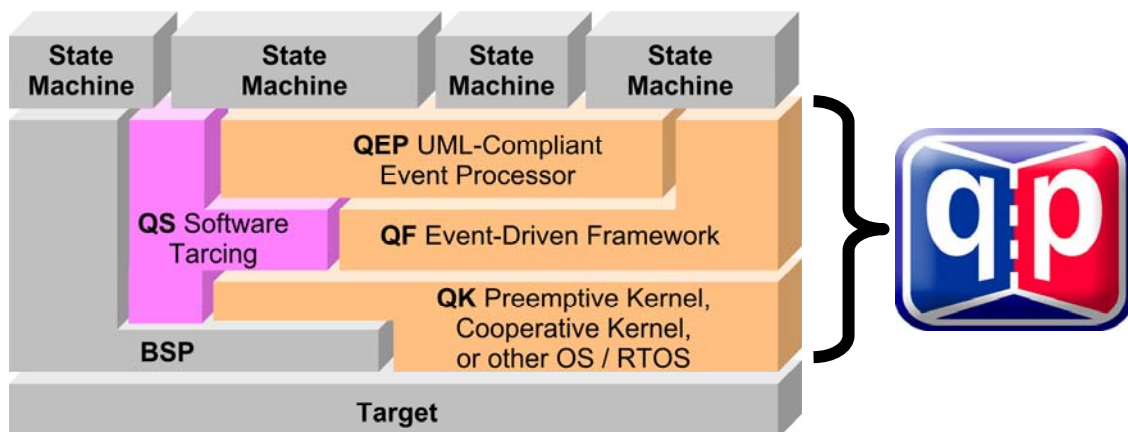 State
Machine
State
Machine
State
Machine
State
Machine
QEP UML-Compliant
Event Processor
QS Software
Tarcing
QF Event-Driven Framework
QK Preemptive Kernel,
Cooperative Kernel,
or other OS / RTOS
BSP
Target
qp